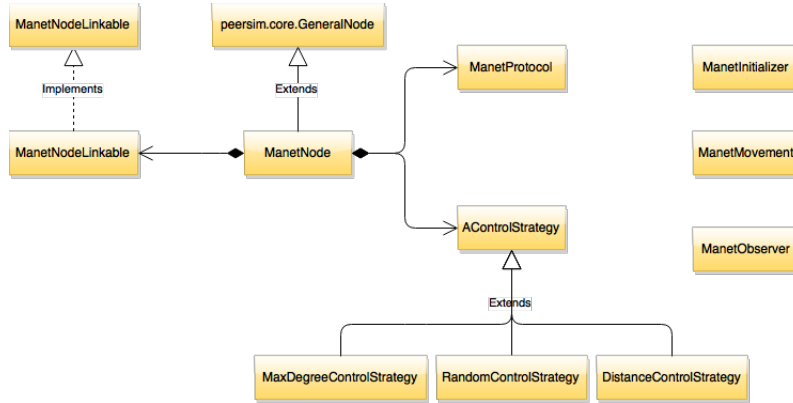 ManetNodeLinkable
peersim.core.GeneralNode
ManetProtocol
ManetInitializer
Implements
Extends
ManetNodeLinkable
ManetNode
ManetMovement
AControlStrategy
ManetObserver
Extends
MaxDegreeControlStrategy
RandomControlStrategy
DistanceControlStrategy